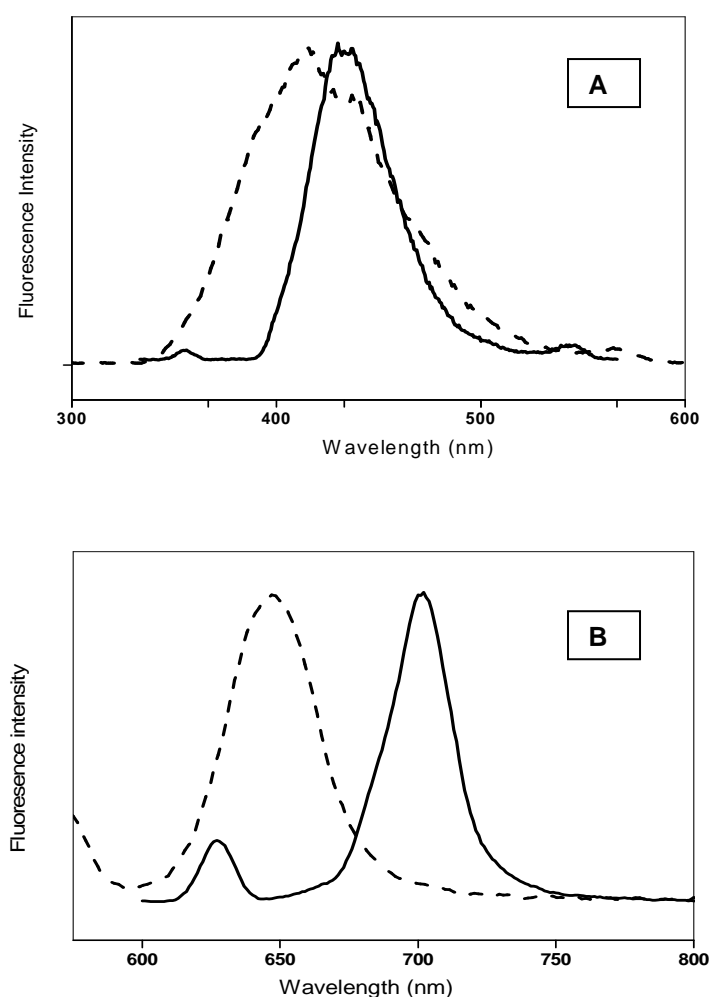 A
Fluorescence Intensity
300 400 500 600
Wavelength (nm)
B
Fluoresence intensity
600 650 700 750 800
Wavelength (nm)